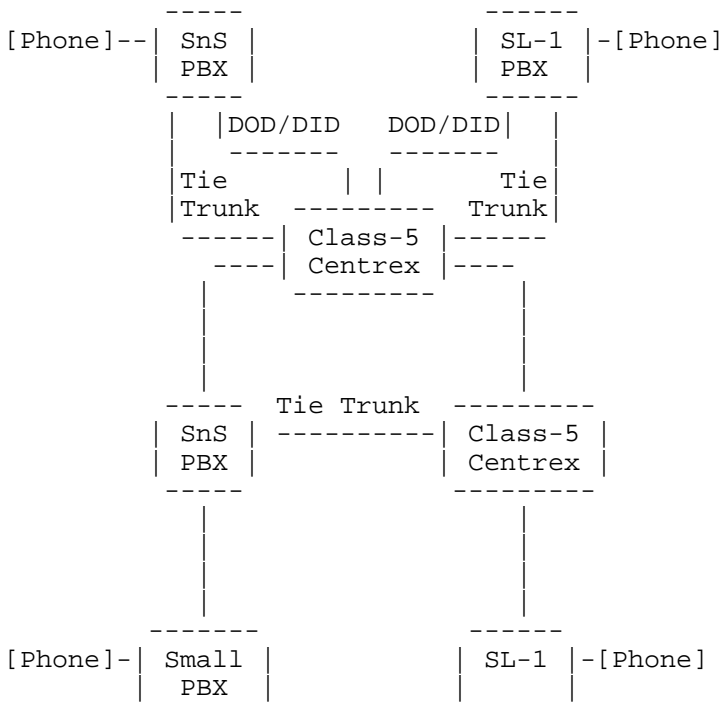 [Phone]--| SnS | | SL-1 |-[Phone]
| PBX | | PBX |
| |DOD/DID DOD/DID| |
|Tie | | Tie|
|Trunk --------- Trunk|
------| Class-5 |------
----| Centrex |----
----- Tie Trunk ---------
| SnS | ----------| Class-5 |
| PBX | | Centrex |
[Phone]-| Small | | SL-1 |-[Phone]
| PBX | | |